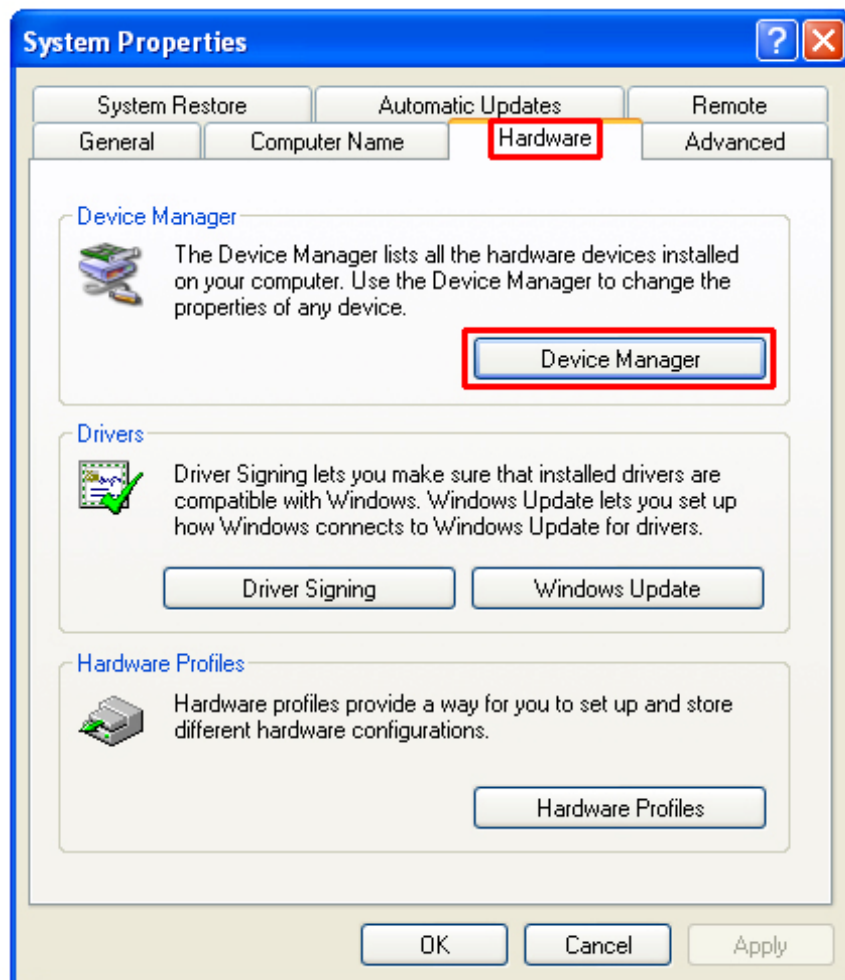 System Properties
System Restore
Automatic Updates
Remote
General
Computer Name
Hardware
Advanced
Device Manager
The Device Manager lists all the hardware devices installed
on your computer. Use the Device Manager to change the
properties of any device.
Device Manager
Drivers
Driver Signing lets you make sure that installed drivers are
compatible with Windows. Windows Update lets you set up
how Windows connects to Windows Update for drivers.
Driver Signing
Windows Update
Hardware Profiles
Hardware profiles provide a way for you to set up and store
different hardware configurations.
Hardware Profiles
OK
Cancel
Apply